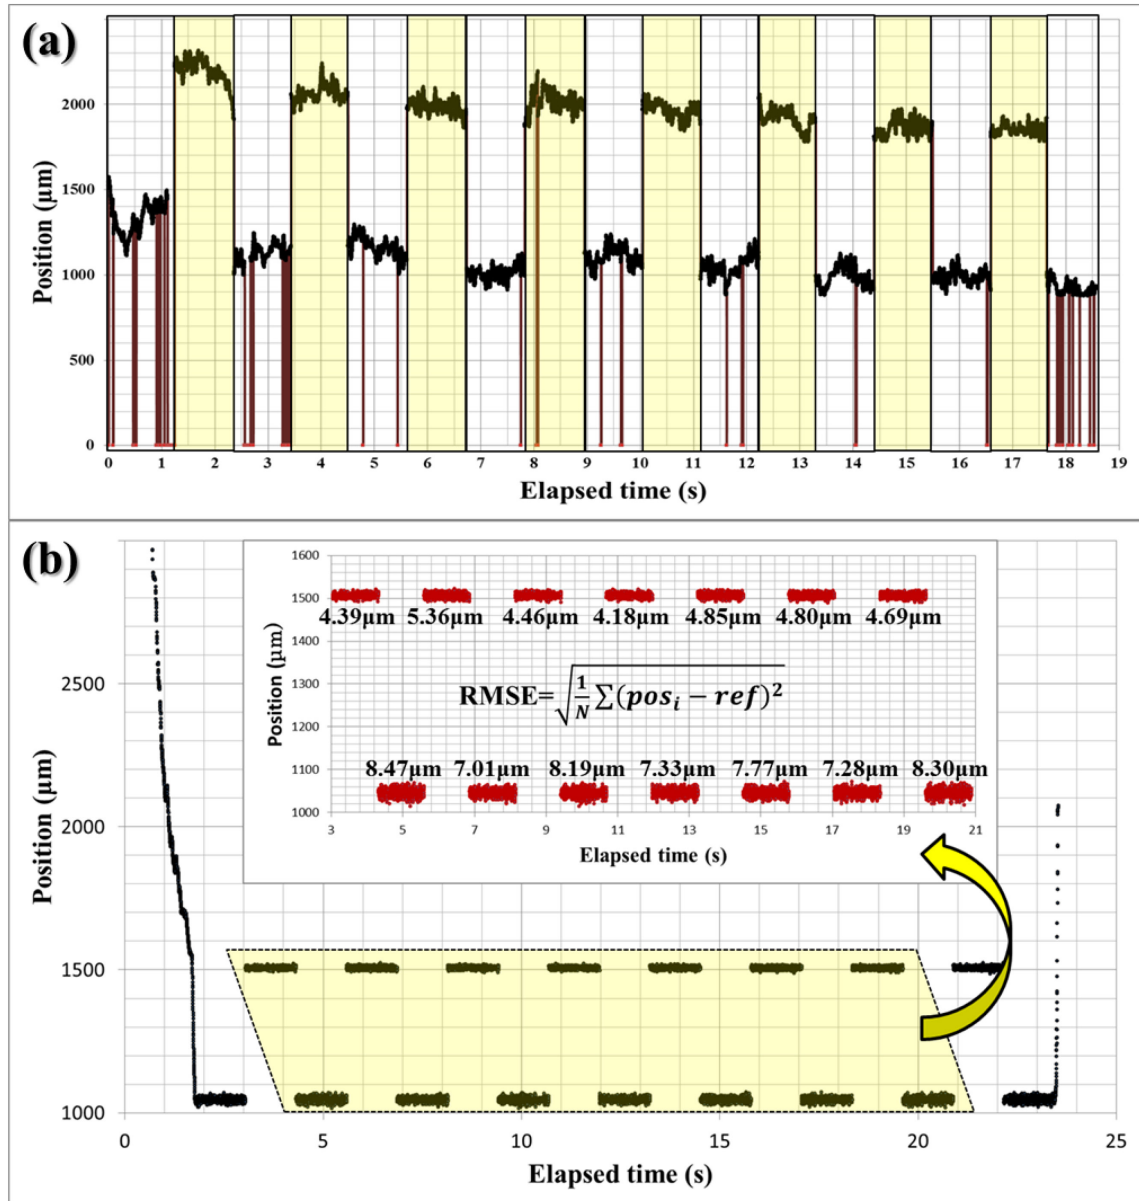 (a)
2000
1500
1000
500
0
Position (µm)
0 1 2 3 4 5 6 7 8 9 10 11 12 13 14 15 16 17 18 19
Elapsed time (s)
(b)
2500
2000
1500
1000
Position (µm)
1600
1500
1400
1300
1200
1100
1000
Position (µm)
4.39µm 5.36µm 4.46µm 4.18µm 4.85µm 4.80µm 4.69µm
RMSE=√(1/N ∑(pos_i − ref)²)
8.47µm 7.01µm 8.19µm 7.33µm 7.77µm 7.28µm 8.30µm
3 5 7 9 11 13 15 17 19 21
Elapsed time (s)
0 5 10 15 20 25
Elapsed time (s)